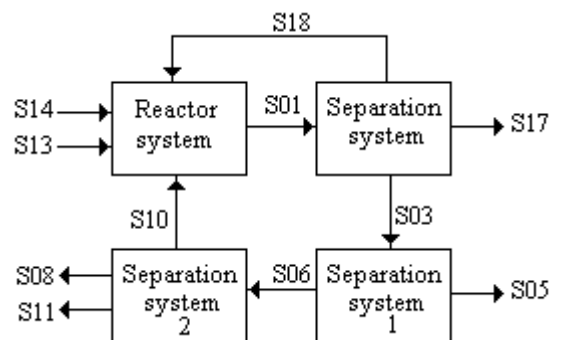 S18
S14
S13
Reactor
system
S01
Separation
system
S17
S10
S03
S08
S11
Separation
system
2
S06
Separation
system
1
S05